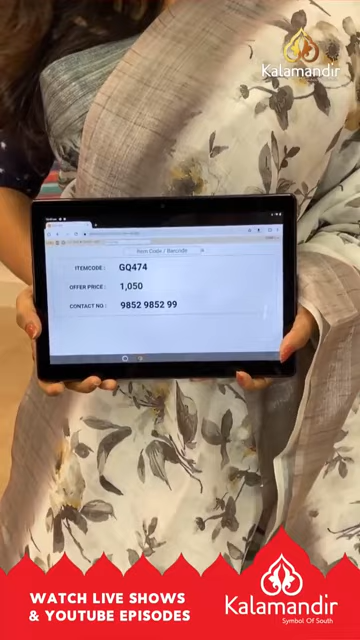 Kalamandir
Item Code / Barcode
ITEMCODE : GQ474
OFFER PRICE : 1,050
CONTACT NO : 9852 9852 99
WATCH LIVE SHOWS
& YOUTUBE EPISODES
Kalamandir
Symbol Of South